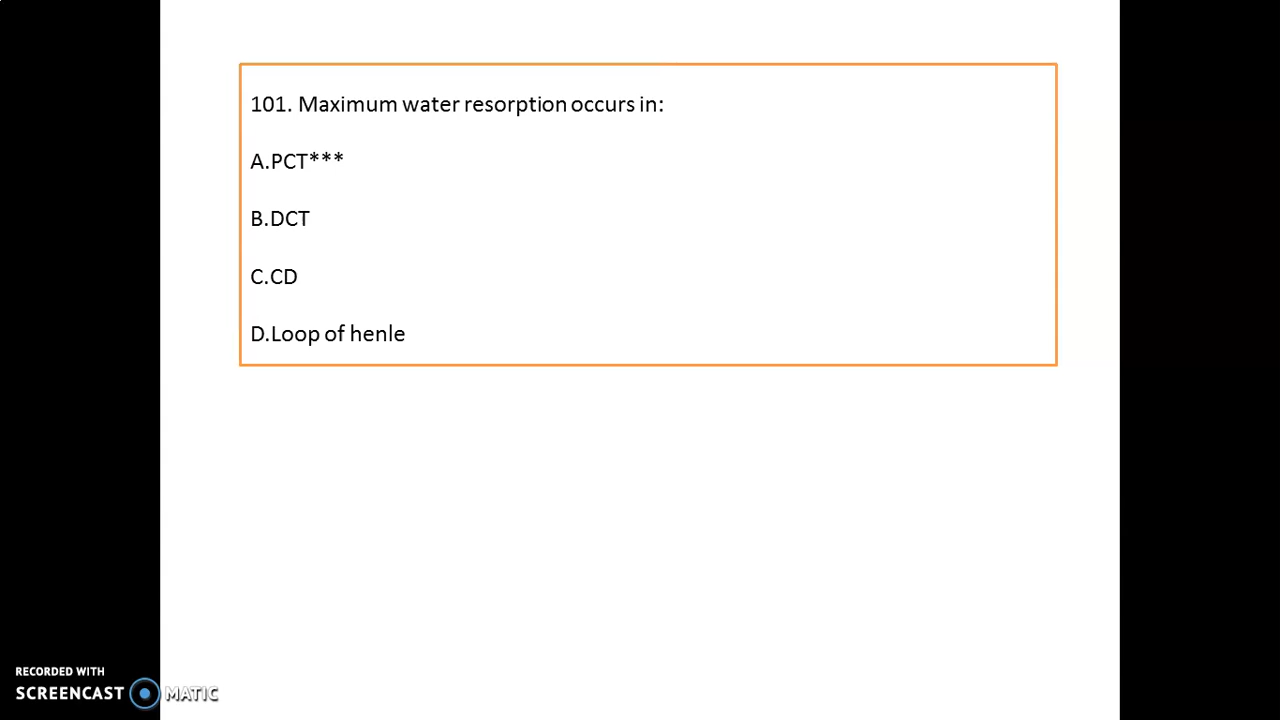 101. Maximum water resorption occurs in:
A.PCT***
B.DCT
C.CD
D.Loop of henle
RECORDED WITH
SCREENCAST MATIC